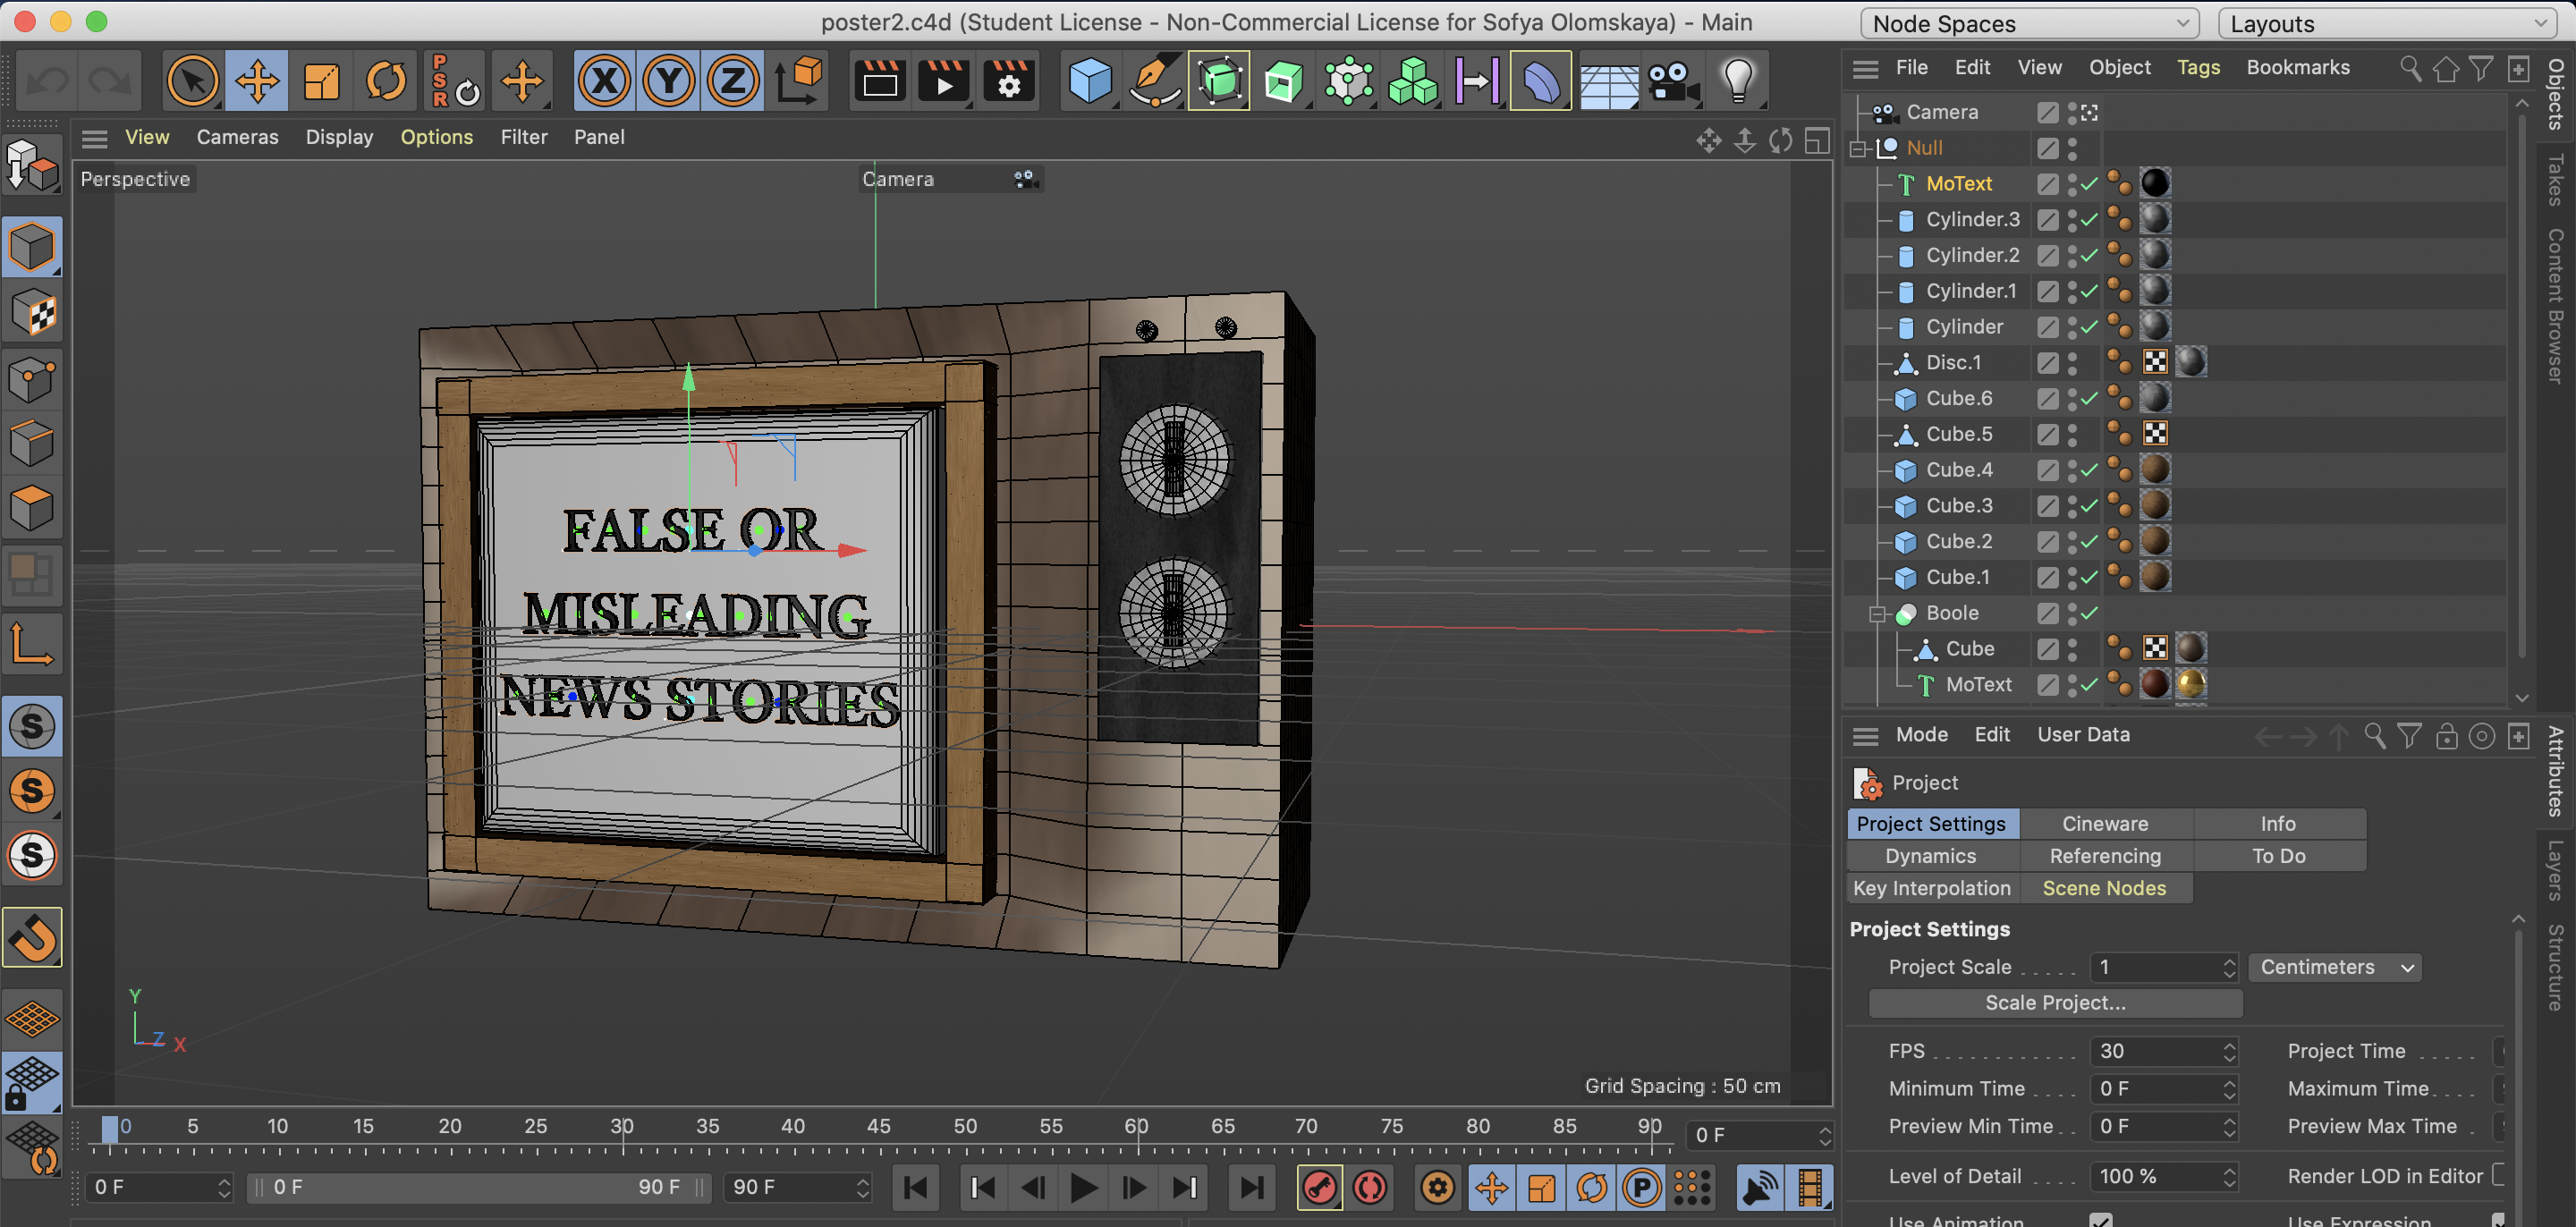 poster2.c4d (Student License - Non-Commercial License for Sofya Olomskaya) - Main
Node Spaces
Layouts
PSR
X Y Z
File Edit View Object Tags Bookmarks
View Cameras Display Options Filter Panel
Perspective
Camera
FALSE OR
MISLEADING
NEWS STORIES
Y
Z X
Grid Spacing : 50 cm
Camera
Null
MoText
Cylinder.3
Cylinder.2
Cylinder.1
Cylinder
Disc.1
Cube.6
Cube.5
Cube.4
Cube.3
Cube.2
Cube.1
Boole
Cube
MoText
Objects
Takes
Content Browser
Mode Edit User Data
Project
Project Settings Cineware Info
Dynamics Referencing To Do
Key Interpolation Scene Nodes
Project Settings
Project Scale 1 Centimeters
Scale Project...
FPS 30 Project Time
Minimum Time 0 F Maximum Time
Preview Min Time 0 F Preview Max Time
Level of Detail 100 % Render LOD in Editor
Use Animation Use Expression
Attributes
Layers
Structure
S
S
S
0 5 10 15 20 25 30 35 40 45 50 55 60 65 70 75 80 85 90
0 F
0 F 0 F 90 F 90 F
P